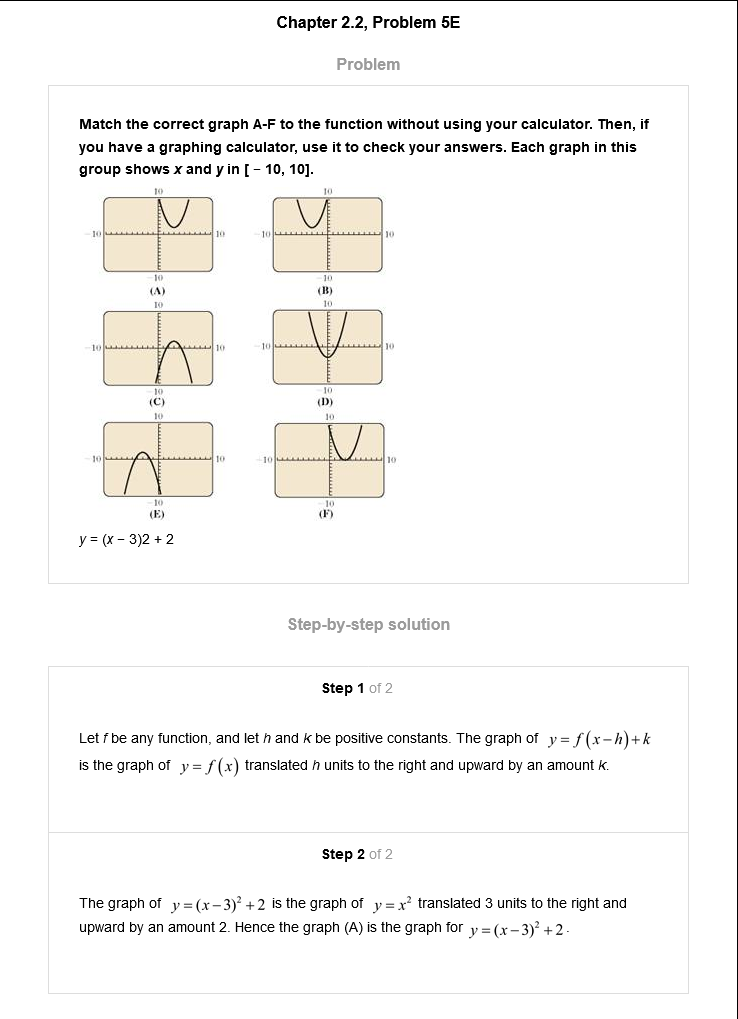 Chapter 2.2, Problem 5E
Problem
Match the correct graph A-F to the function without using your calculator. Then, if
you have a graphing calculator, use it to check your answers. Each graph in this
group shows x and y in [ − 10, 10].
10 10
−10 10 −10 10
−10 −10
(A) (B)
10 10
−10 10 −10 10
−10 −10
(C) (D)
10 10
−10 10 −10 10
−10 −10
(E) (F)
y = (x − 3)2 + 2
Step-by-step solution
Step 1 of 2
Let f be any function, and let h and k be positive constants. The graph of y = f(x−h)+k
is the graph of y = f(x) translated h units to the right and upward by an amount k.
Step 2 of 2
The graph of y = (x−3)² + 2 is the graph of y = x² translated 3 units to the right and
upward by an amount 2. Hence the graph (A) is the graph for y = (x−3)² + 2 .